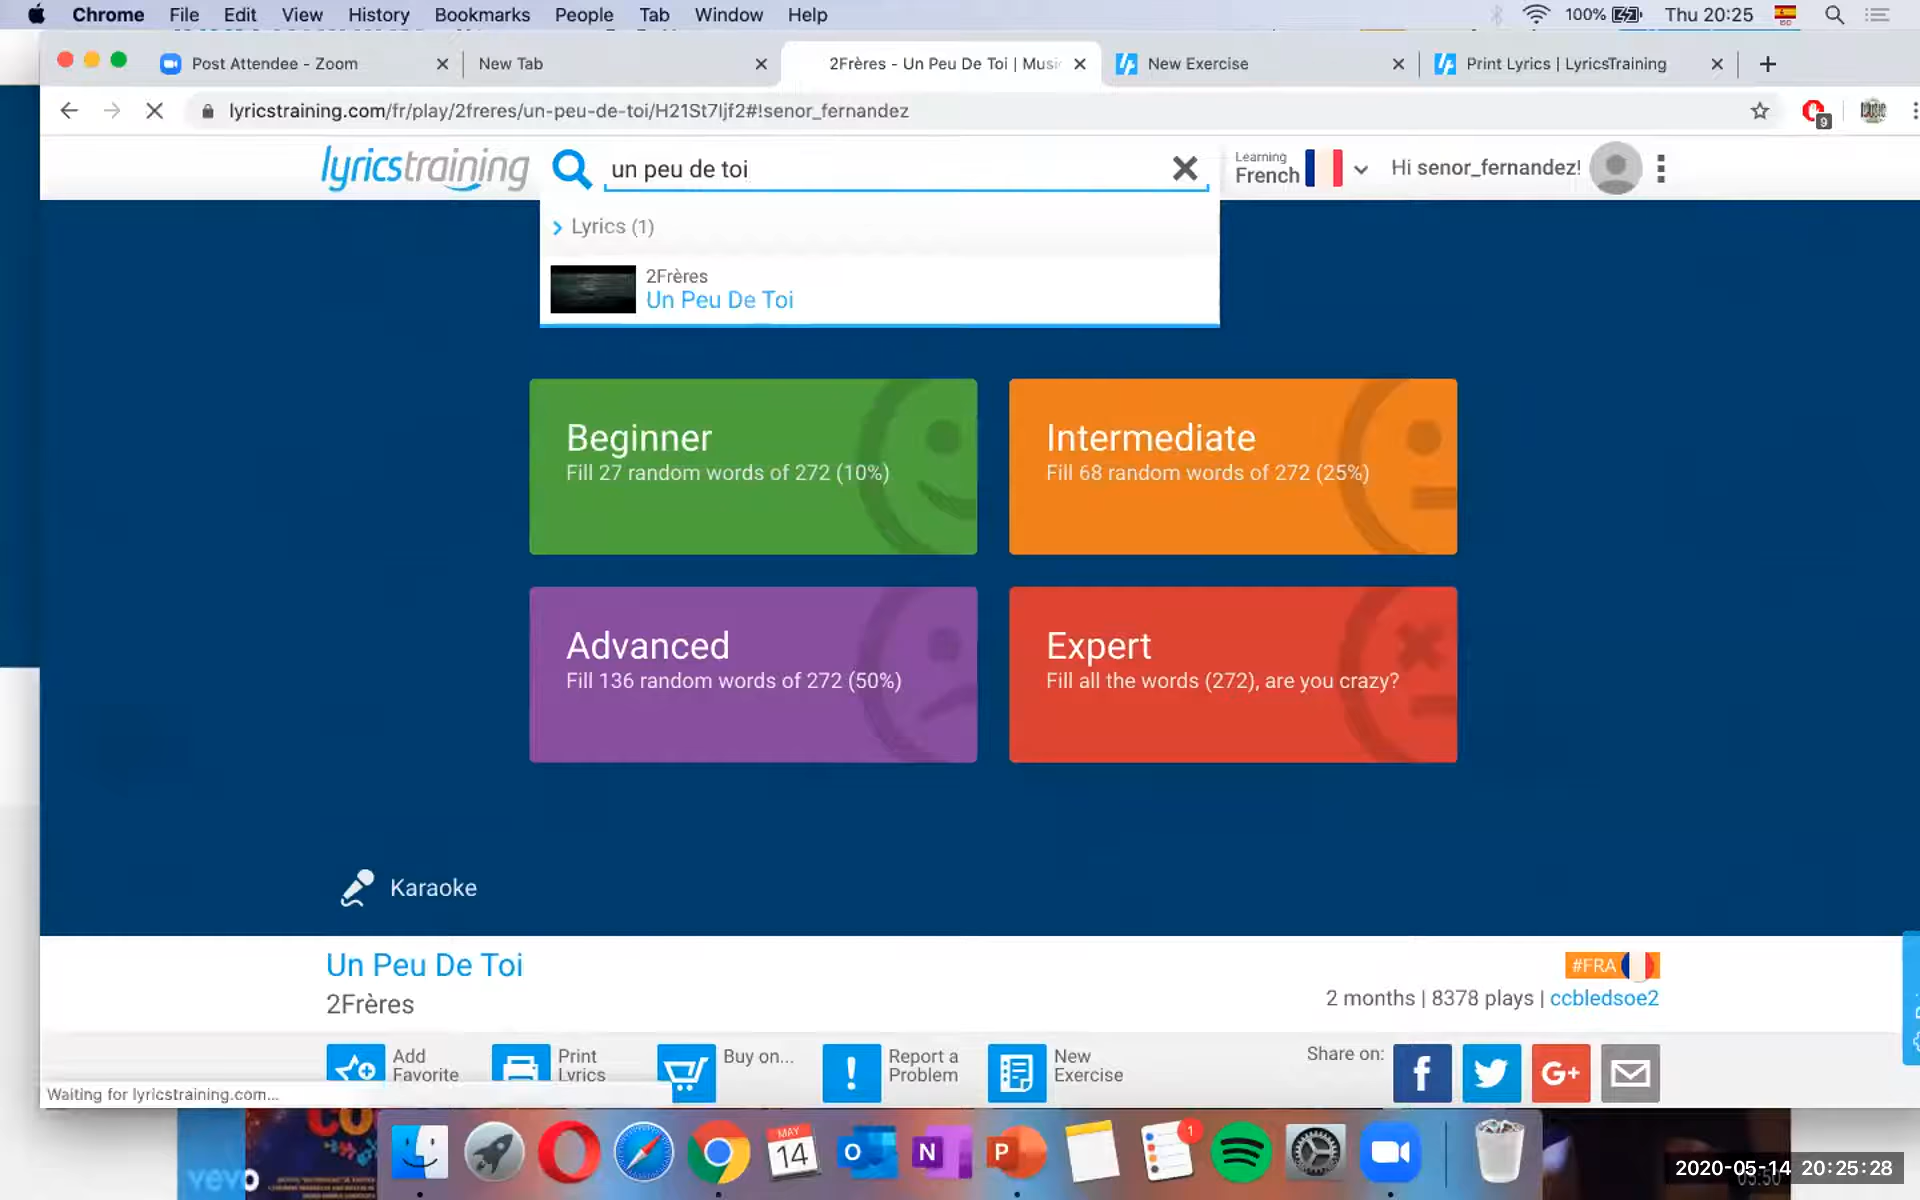 Chrome File Edit View History Bookmarks People Tab Window Help 100% Thu 20:25
Post Attendee - Zoom New Tab 2Frères - Un Peu De Toi | Musi New Exercise Print Lyrics | LyricsTraining
lyricstraining.com/fr/play/2freres/un-peu-de-toi/H21St7Ijf2#!senor_fernandez 9
lyricstraining un peu de toi Learning French Hi senor_fernandez!
Lyrics (1)
2Frères
Un Peu De Toi
Beginner
Fill 27 random words of 272 (10%)
Intermediate
Fill 68 random words of 272 (25%)
Advanced
Fill 136 random words of 272 (50%)
Expert
Fill all the words (272), are you crazy?
Karaoke
Un Peu De Toi
2Frères
#FRA
2 months | 8378 plays | ccbledsoe2
Add Favorite
Print Lyrics
Buy on...
Report a Problem
New Exercise
Share on:
G+
Waiting for lyricstraining.com...
vevo
MAY
14
1
2020-05-14 20:25:28